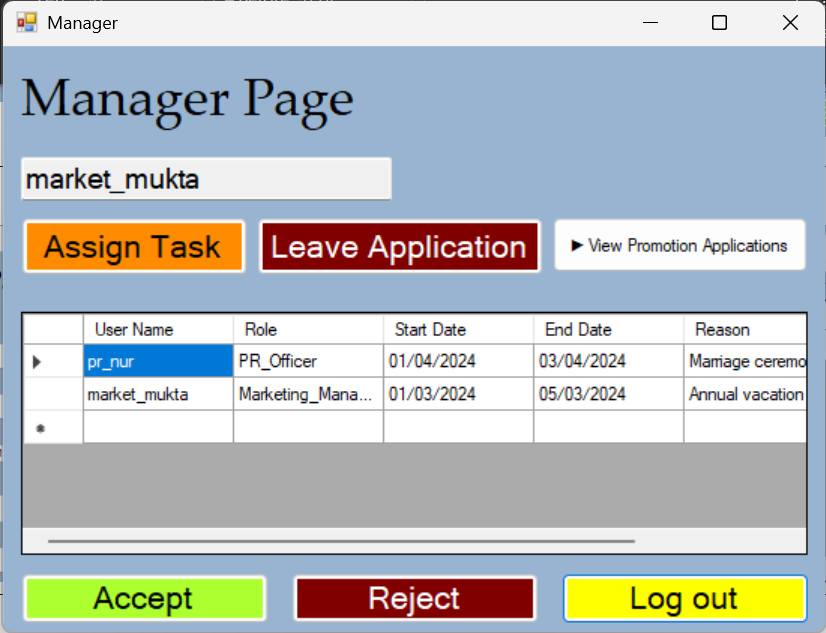 Manager
Manager Page
market_mukta
Assign Task Leave Application ▶ View Promotion Applications
User Name Role Start Date End Date Reason
pr_nur PR_Officer 01/04/2024 03/04/2024 Marriage ceremo
market_mukta Marketing_Mana... 01/03/2024 05/03/2024 Annual vacation
Accept Reject Log out